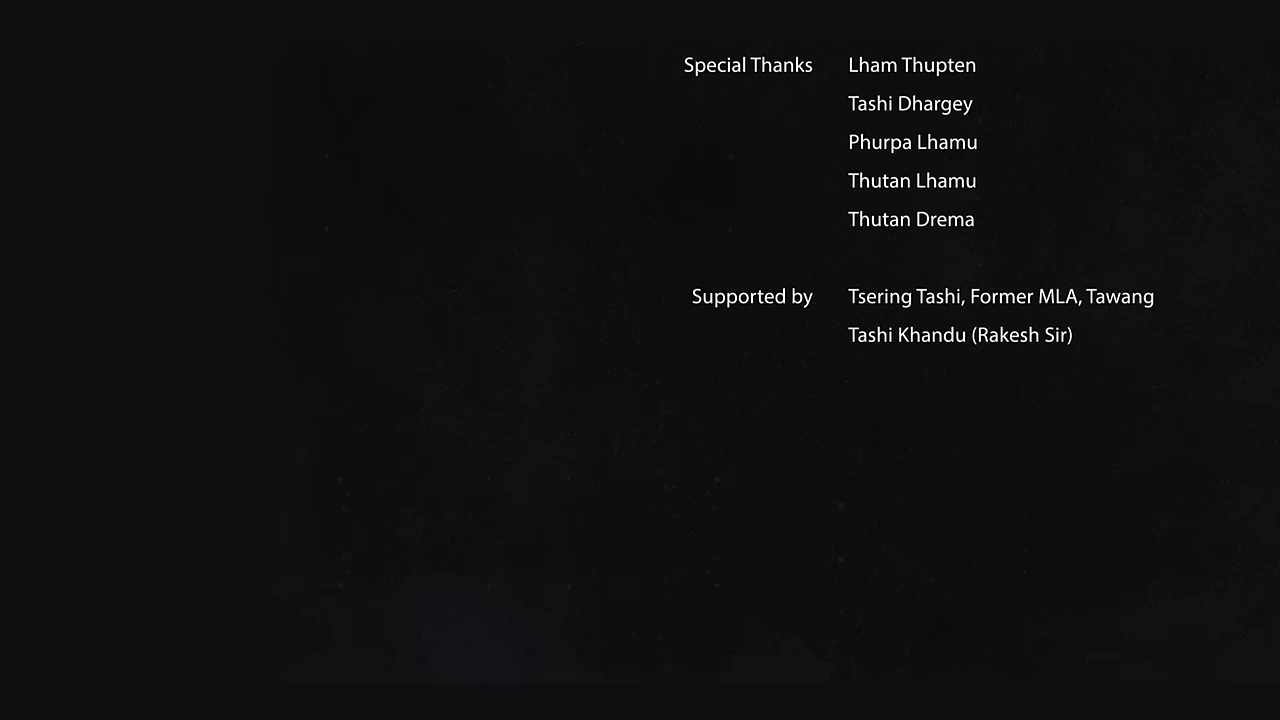 Special Thanks Lham Thupten
Tashi Dhargey
Phurpa Lhamu
Thutan Lhamu
Thutan Drema
Supported by Tsering Tashi, Former MLA, Tawang
Tashi Khandu (Rakesh Sir)